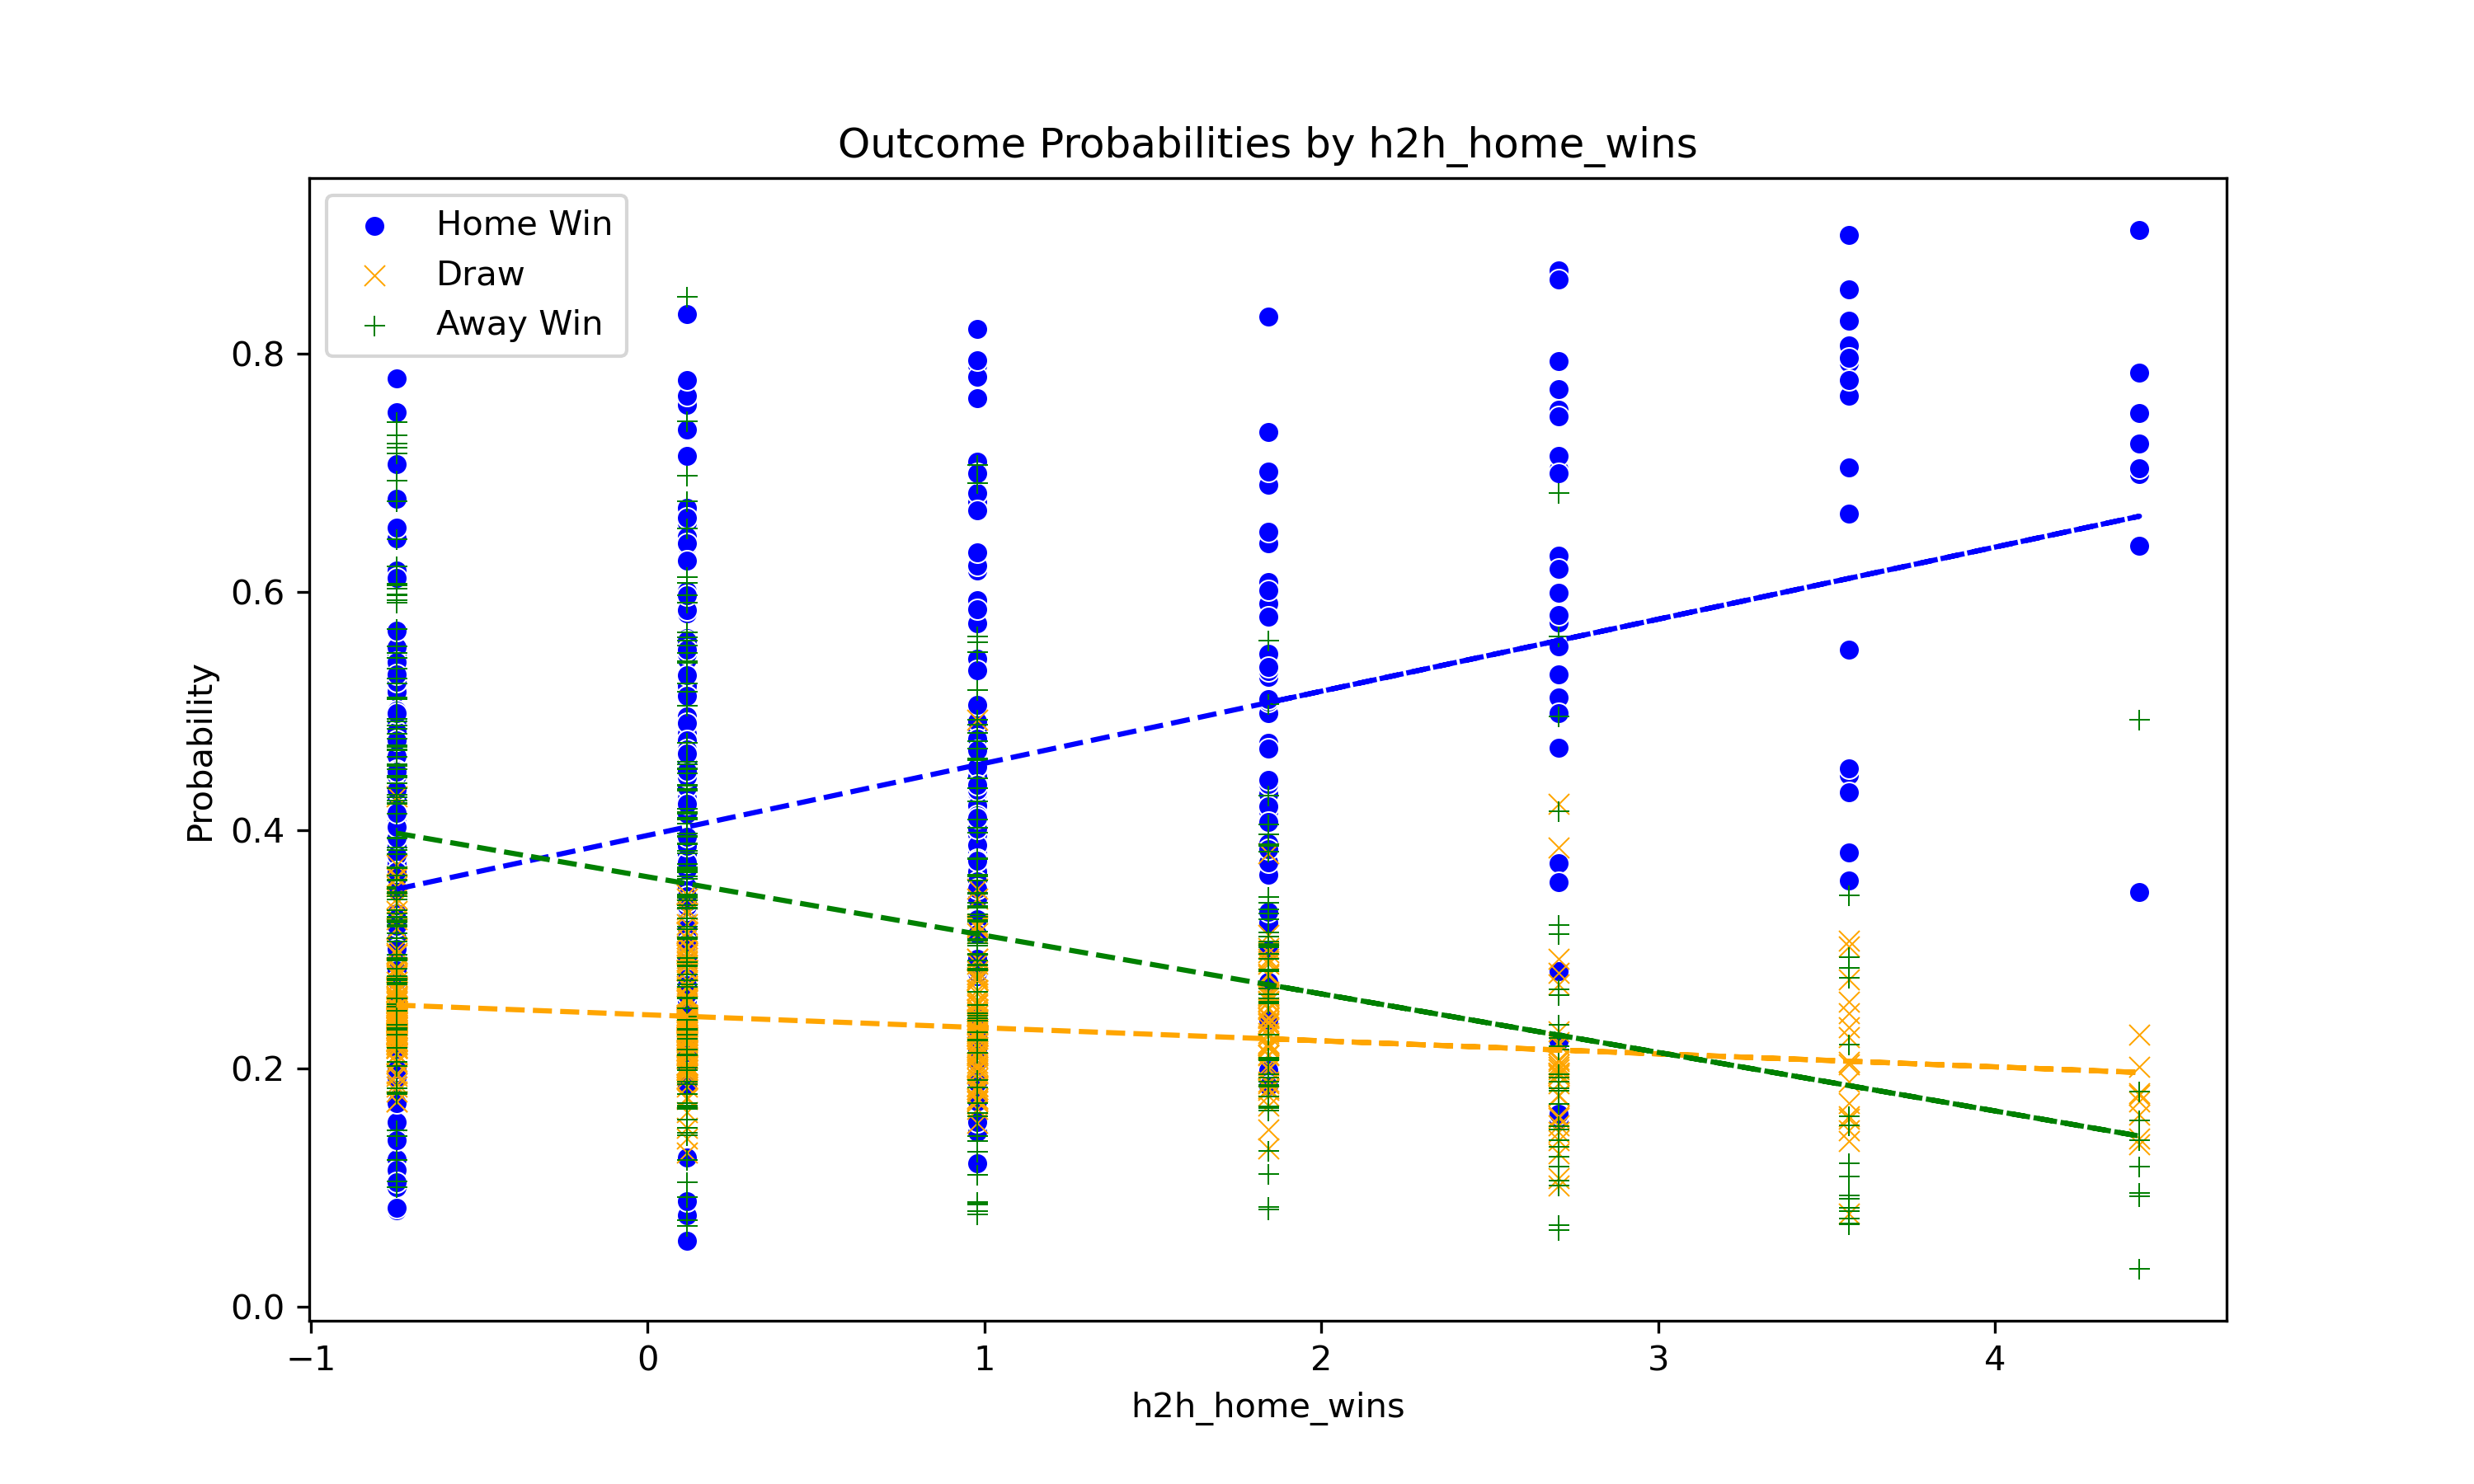 Outcome Probabilities by h2h_home_wins
Home Win
Draw
Away Win
0.8
0.6
0.4
0.2
0.0
Probability
−1
0
1
2
3
4
h2h_home_wins